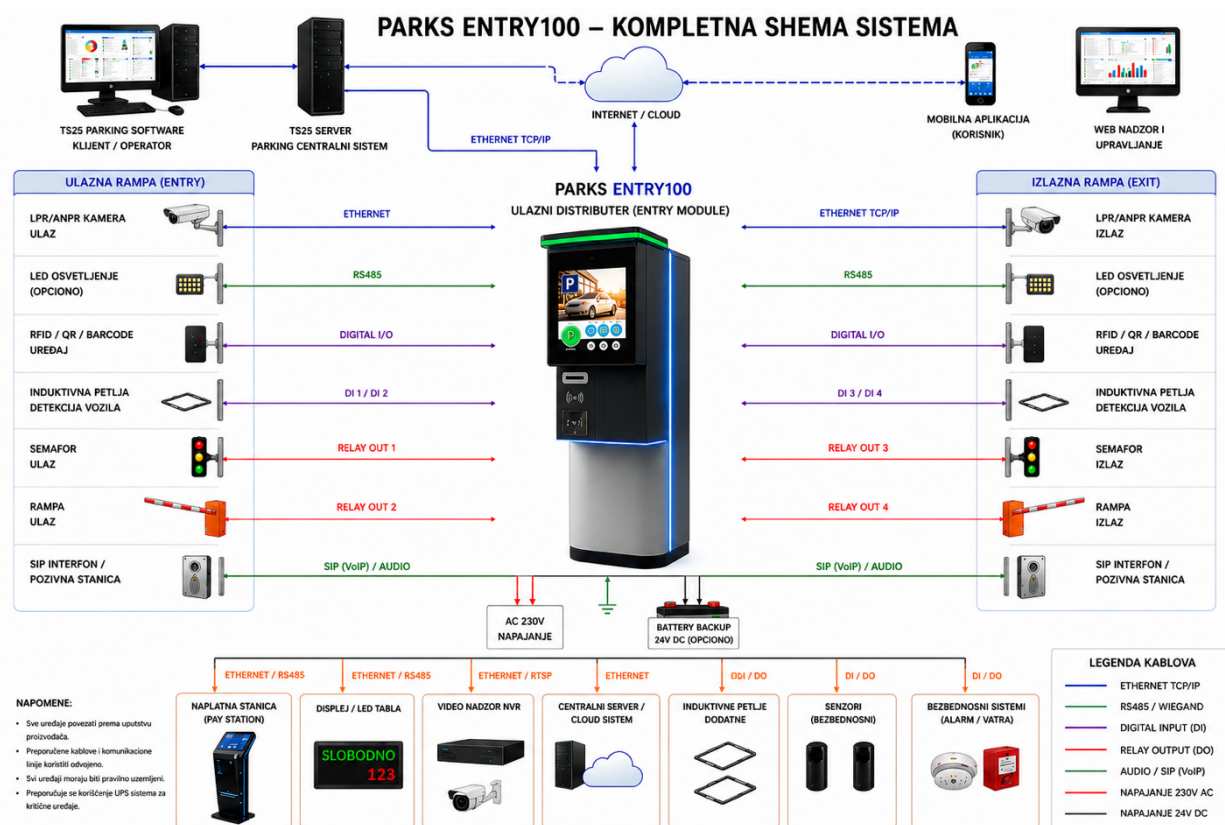 PARKS ENTRY100 – KOMPLETNA SHEMA SISTEMA
TS25 PARKING SOFTWARE
KLIJENT / OPERATOR
TS25 SERVER
PARKING CENTRALNI SISTEM
INTERNET / CLOUD
MOBILNA APLIKACIJA
(KORISNIK)
WEB NADZOR I
UPRAVLJANJE
ETHERNET TCP/IP
PARKS ENTRY100
ULAZNI DISTRIBUTER (ENTRY MODULE)
ULAZNA RAMPA (ENTRY)
LPR/ANPR KAMERA
ULAZ
ETHERNET
LED OSVETLJENJE
(OPCIONO)
RS485
RFID / QR / BARCODE
UREĐAJ
DIGITAL I/O
INDUKTIVNA PETLJA
DETEKCIJA VOZILA
DI 1 / DI 2
SEMAFOR
ULAZ
RELAY OUT 1
RAMPA
ULAZ
RELAY OUT 2
SIP INTERFON /
POZIVNA STANICA
SIP (VoIP) / AUDIO
P
P
IZLAZNA RAMPA (EXIT)
ETHERNET TCP/IP
LPR/ANPR KAMERA
IZLAZ
RS485
LED OSVETLJENJE
(OPCIONO)
DIGITAL I/O
RFID / QR / BARCODE
UREĐAJ
DI 3 / DI 4
INDUKTIVNA PETLJA
DETEKCIJA VOZILA
RELAY OUT 3
SEMAFOR
IZLAZ
RELAY OUT 4
RAMPA
IZLAZ
SIP (VoIP) / AUDIO
SIP INTERFON /
POZIVNA STANICA
AC 230V
NAPAJANJE
BATTERY BACKUP
24V DC (OPCIONO)
NAPOMENE:
• Sve uređaje povezati prema uputstvu
proizvođača.
• Preporučene kablove i komunikacione
linije koristiti odvojeno.
• Svi uređaji moraju biti pravilno uzemljeni.
• Preporučuje se korišćenje UPS sistema za
kritične uređaje.
ETHERNET / RS485
NAPLATNA STANICA
(PAY STATION)
ETHERNET / RS485
DISPLEJ / LED TABLA
SLOBODNO
123
ETHERNET / RTSP
VIDEO NADZOR NVR
ETHERNET
CENTRALNI SERVER /
CLOUD SISTEM
DDI / DO
INDUKTIVNE PETLJE
DODATNE
DI / DO
SENZORI
(BEZBEDNOSNI)
DI / DO
BEZBEDNOSNI SISTEMI
(ALARM / VATRA)
LEGENDA KABLOVA
ETHERNET TCP/IP
RS485 / WIEGAND
DIGITAL INPUT (DI)
RELAY OUTPUT (DO)
AUDIO / SIP (VoIP)
NAPAJANJE 230V AC
NAPAJANJE 24V DC